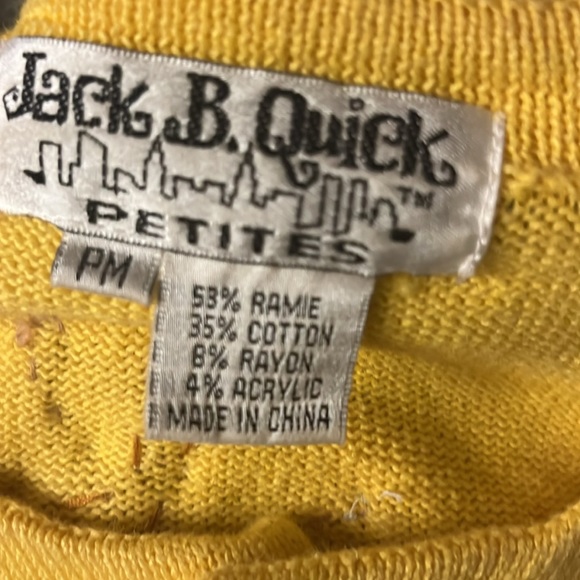 Jack B. Quick
TM
PETITES
PM
53% RAMIE
35% COTTON
8% RAYON
4% ACRYLIC
MADE IN CHINA